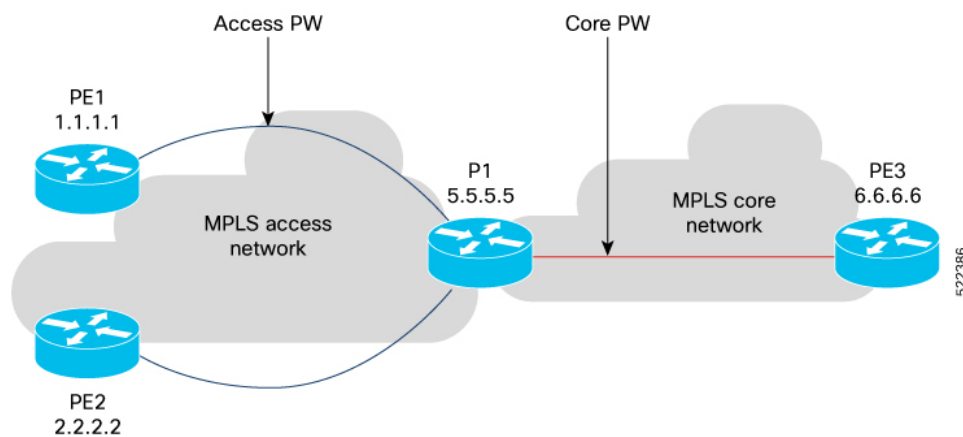 Access PW
Core PW
PE1
1.1.1.1
P1
5.5.5.5
PE3
6.6.6.6
MPLS access
network
MPLS core
network
PE2
2.2.2.2
522386